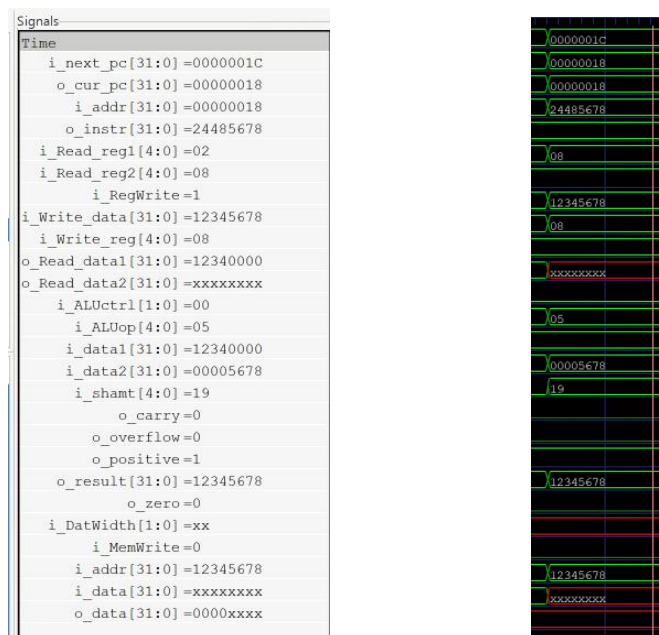 Signals
Time
i_next_pc[31:0] =0000001C
o_cur_pc[31:0] =00000018
i_addr[31:0] =00000018
o_instr[31:0] =24485678
i_Read_reg1[4:0] =02
i_Read_reg2[4:0] =08
i_RegWrite =1
i_Write_data[31:0] =12345678
i_Write_reg[4:0] =08
o_Read_data1[31:0] =12340000
o_Read_data2[31:0] =xxxxxxxx
i_ALUctrl[1:0] =00
i_ALUop[4:0] =05
i_data1[31:0] =12340000
i_data2[31:0] =00005678
i_shamt[4:0] =19
o_carry =0
o_overflow =0
o_positive =1
o_result[31:0] =12345678
o_zero =0
i_DatWidth[1:0] =xx
i_MemWrite =0
i_addr[31:0] =12345678
i_data[31:0] =xxxxxxxx
o_data[31:0] =0000xxxx
0000001C
00000018
00000018
24485678
08
12345678
08
xxxxxxxx
05
00005678
19
12345678
12345678
xxxxxxxx